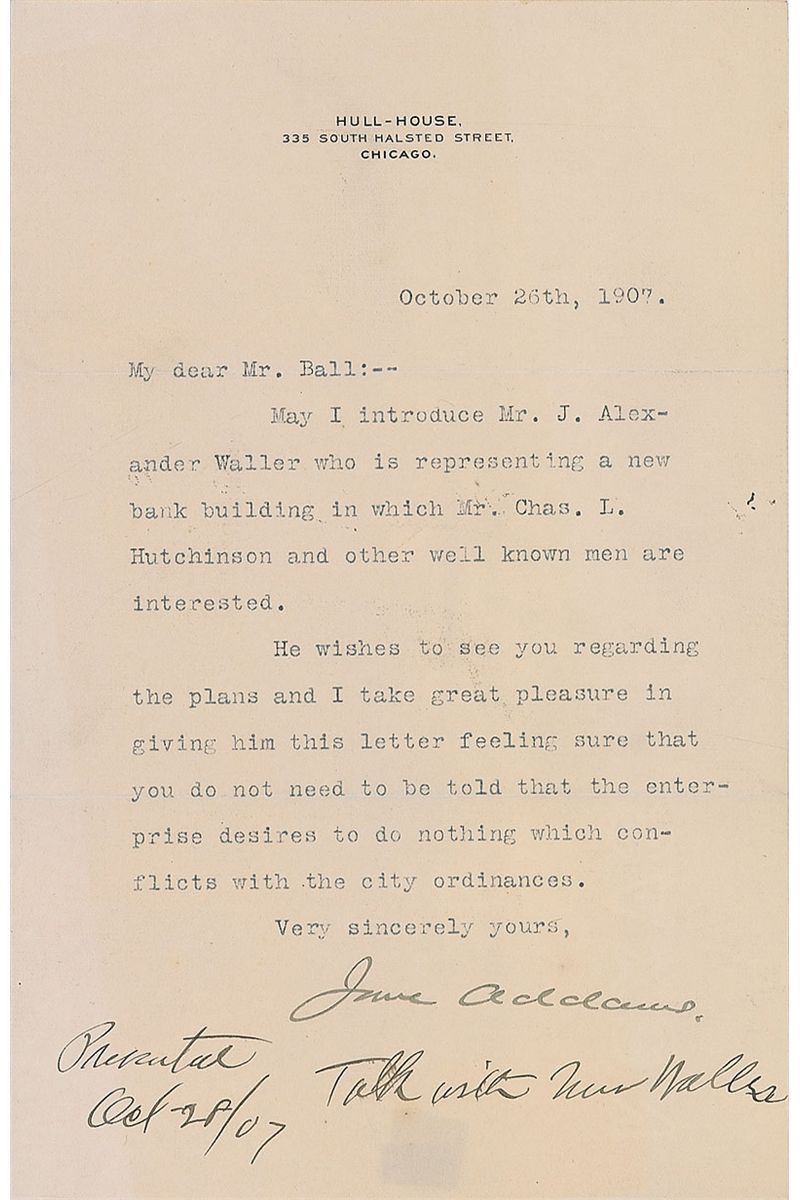 HULL-HOUSE,
335 SOUTH HALSTED STREET,
CHICAGO.
October 26th, 1907.
My dear Mr. Ball:--
May I introduce Mr. J. Alex-
ander Waller who is representing a new
bank building in which Mr. Chas. L.
Hutchinson and other well known men are
interested.
He wishes to see you regarding
the plans and I take great pleasure in
giving him this letter feeling sure that
you do not need to be told that the enter-
prise desires to do nothing which con-
flicts with the city ordinances.
Very sincerely yours,
Jane Addams.
Presented
Oct 28/07
Talk with Waller